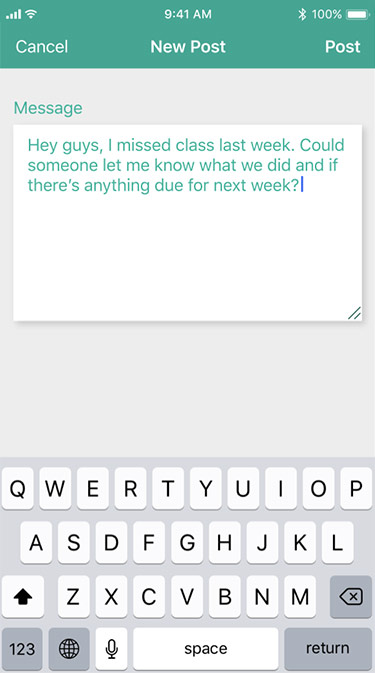 9:41 AM 100%
Cancel New Post Post
Message
Hey guys, I missed class last week. Could
someone let me know what we did and if
there's anything due for next week?
Q W E R T Y U I O P
A S D F G H J K L
Z X C V B N M
123 space return